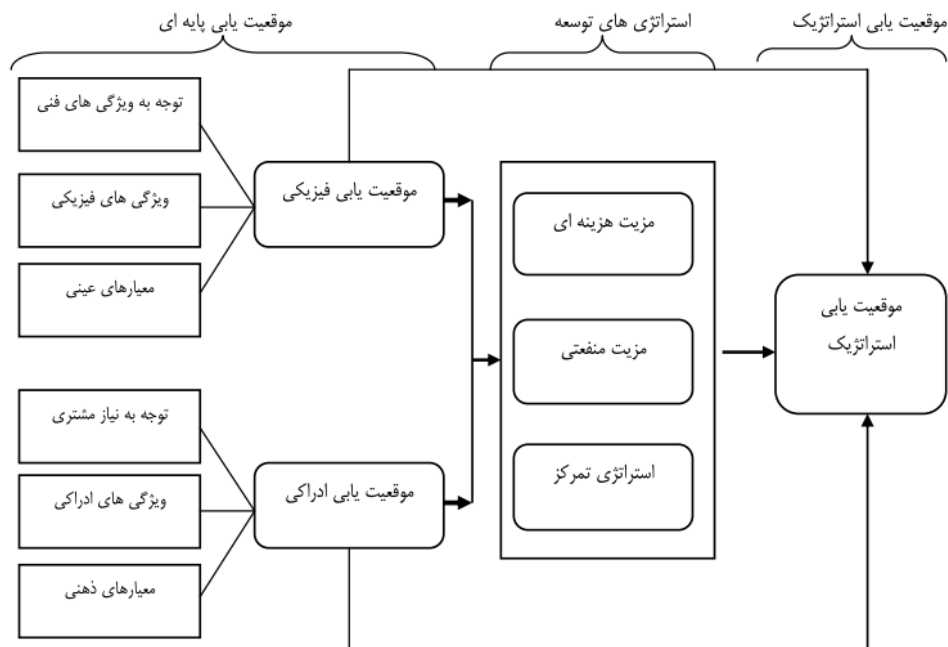 موقعیت یابی استراتژیک
استراتژی های توسعه
موقعیت یابی پایه ای
توجه به ویژگی های فنی
ویژگی های فیزیکی
معیارهای عینی
موقعیت یابی فیزیکی
توجه به نیاز مشتری
ویژگی های ادراکی
معیارهای ذهنی
موقعیت یابی ادراکی
مزیت هزینه ای
مزیت منفعتی
استراتژی تمرکز
موقعیت یابی
استراتژیک